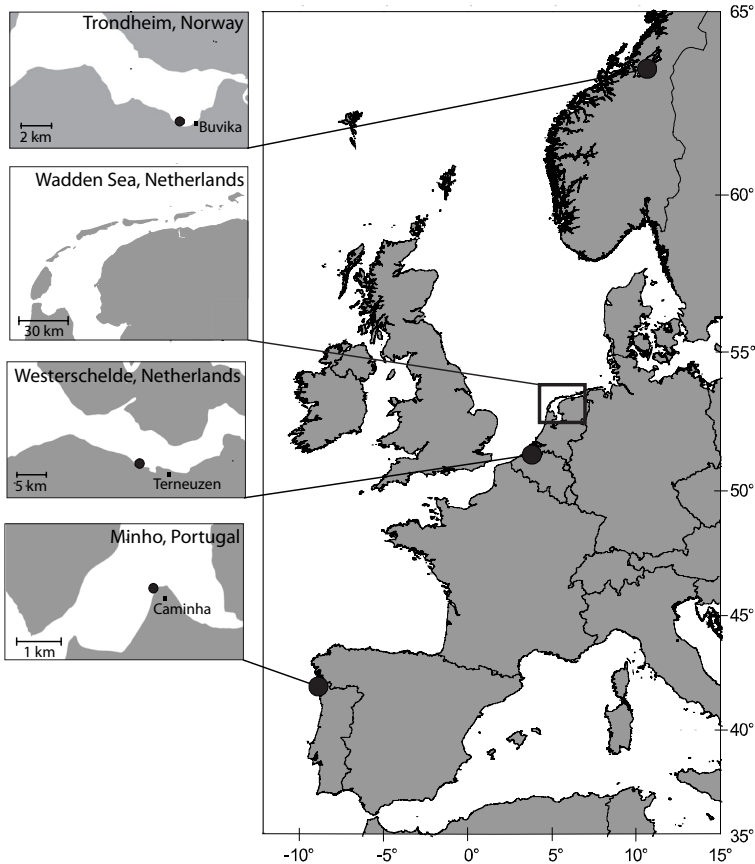 Trondheim, Norway
Buvika
2 km
Wadden Sea, Netherlands
30 km
Westerschelde, Netherlands
5 km
Terneuzen
Minho, Portugal
Caminha
1 km
65°
60°
55°
50°
45°
40°
35°
-10° -5° 0° 5° 10° 15°